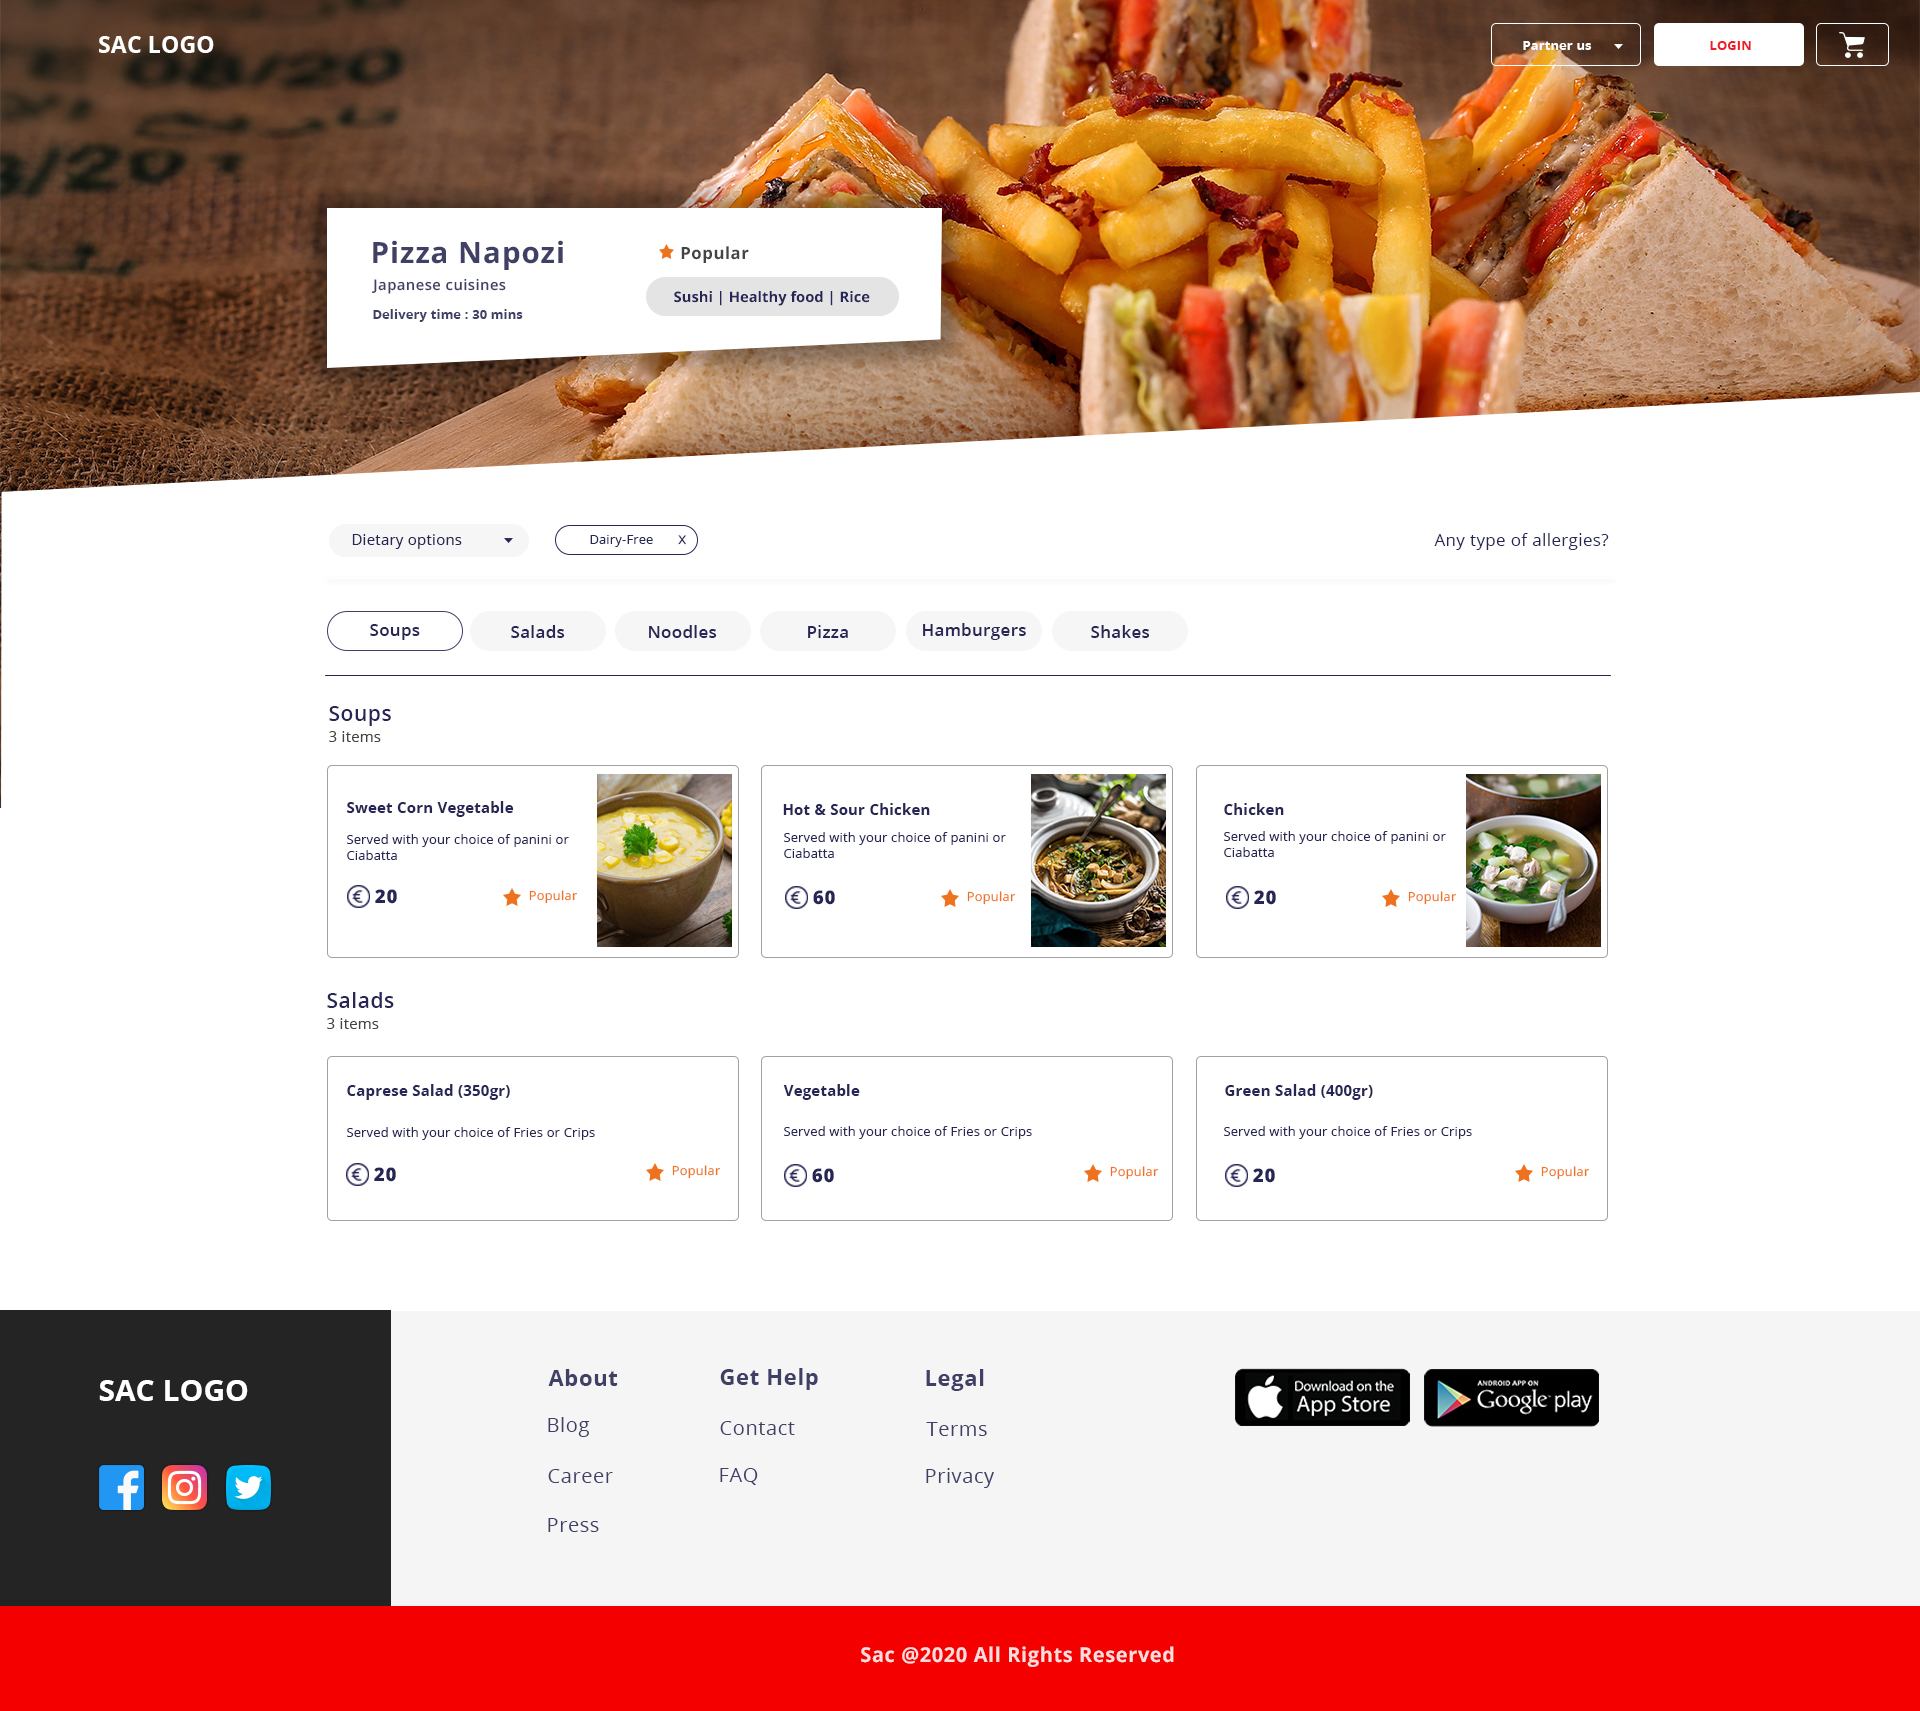 SAC LOGO
Partner us
LOGIN
08/20
3/20
Pizza Napozi
Popular
Japanese cuisines
Sushi | Healthy food | Rice
Delivery time : 30 mins
Dietary options
Dairy-Free X
Any type of allergies?
Soups
Salads
Noodles
Pizza
Hamburgers
Shakes
Soups
3 items
Sweet Corn Vegetable
Served with your choice of panini or
Ciabatta
€ 20
Popular
Hot & Sour Chicken
Served with your choice of panini or
Ciabatta
€ 60
Popular
Chicken
Served with your choice of panini or
Ciabatta
€ 20
Popular
Salads
3 items
Caprese Salad (350gr)
Served with your choice of Fries or Crips
€ 20
Popular
Vegetable
Served with your choice of Fries or Crips
€ 60
Popular
Green Salad (400gr)
Served with your choice of Fries or Crips
€ 20
Popular
SAC LOGO
About
Blog
Career
Press
Get Help
Contact
FAQ
Legal
Terms
Privacy
Download on the
App Store
ANDROID APP ON
Google play
Sac @2020 All Rights Reserved